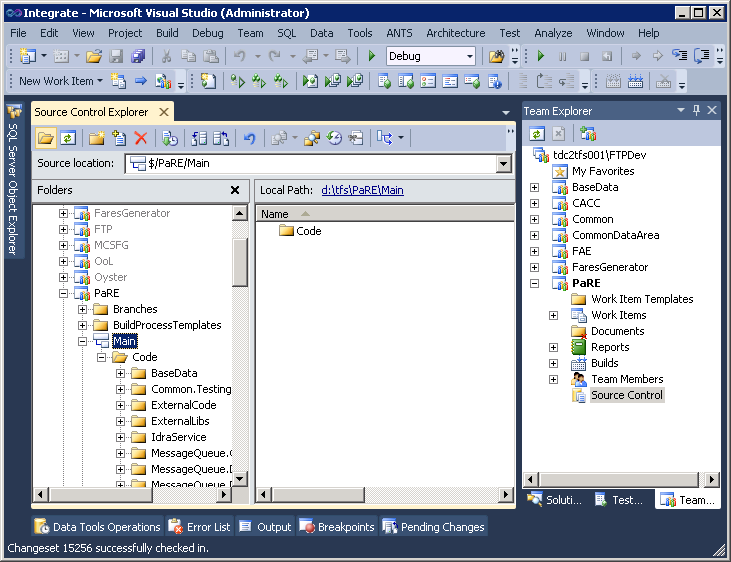 Integrate - Microsoft Visual Studio (Administrator)
File Edit View Project Build Debug Team SQL Data Tools ANTS Architecture Test Analyze Window Help
Debug
New Work Item
SQL Server Object Explorer
Source Control Explorer
Source location: $/PaRE/Main
Folders
FaresGenerator
FTP
MCSFG
OoL
Oyster
PaRE
Branches
BuildProcessTemplates
Main
Code
BaseData
Common.Testing
ExternalCode
ExternalLibs
IdraService
MessageQueue.C
MessageQueue.D
MessageQueue.D
Local Path: d:\tfs\PaRE\Main
Name
Code
Team Explorer
tdc2tfs001\FTPDev
My Favorites
BaseData
CACC
Common
CommonDataArea
FAE
FaresGenerator
PaRE
Work Item Templates
Work Items
Documents
Reports
Builds
Team Members
Source Control
Soluti... Test... Team...
Data Tools Operations Error List Output Breakpoints Pending Changes
Changeset 15256 successfully checked in.